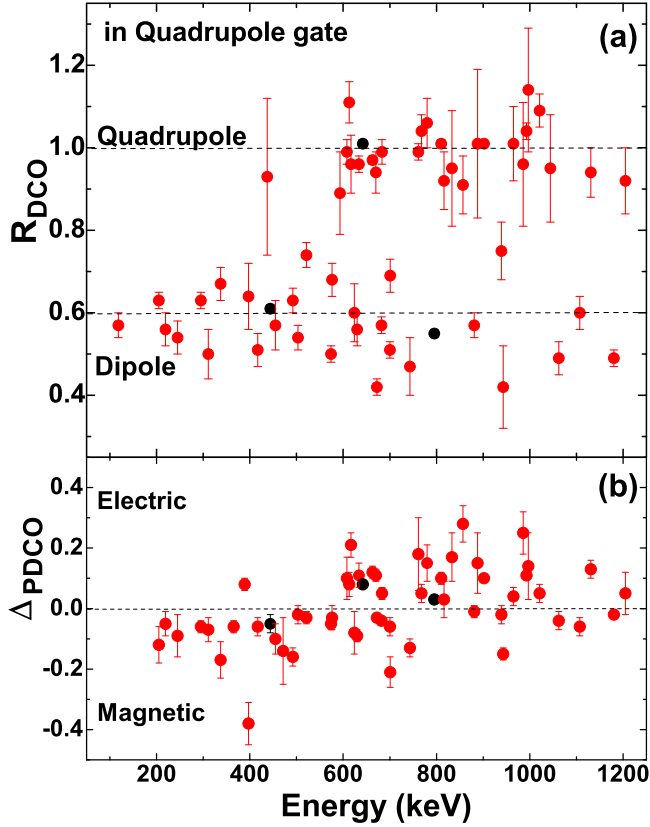 in Quadrupole gate
(a)
1.2
Quadrupole
1.0
R_DCO
0.8
0.6
Dipole
0.4
(b)
0.4
Electric
0.2
Δ_PDCO
0.0
-0.2
Magnetic
-0.4
200 400 600 800 1000 1200
Energy (keV)